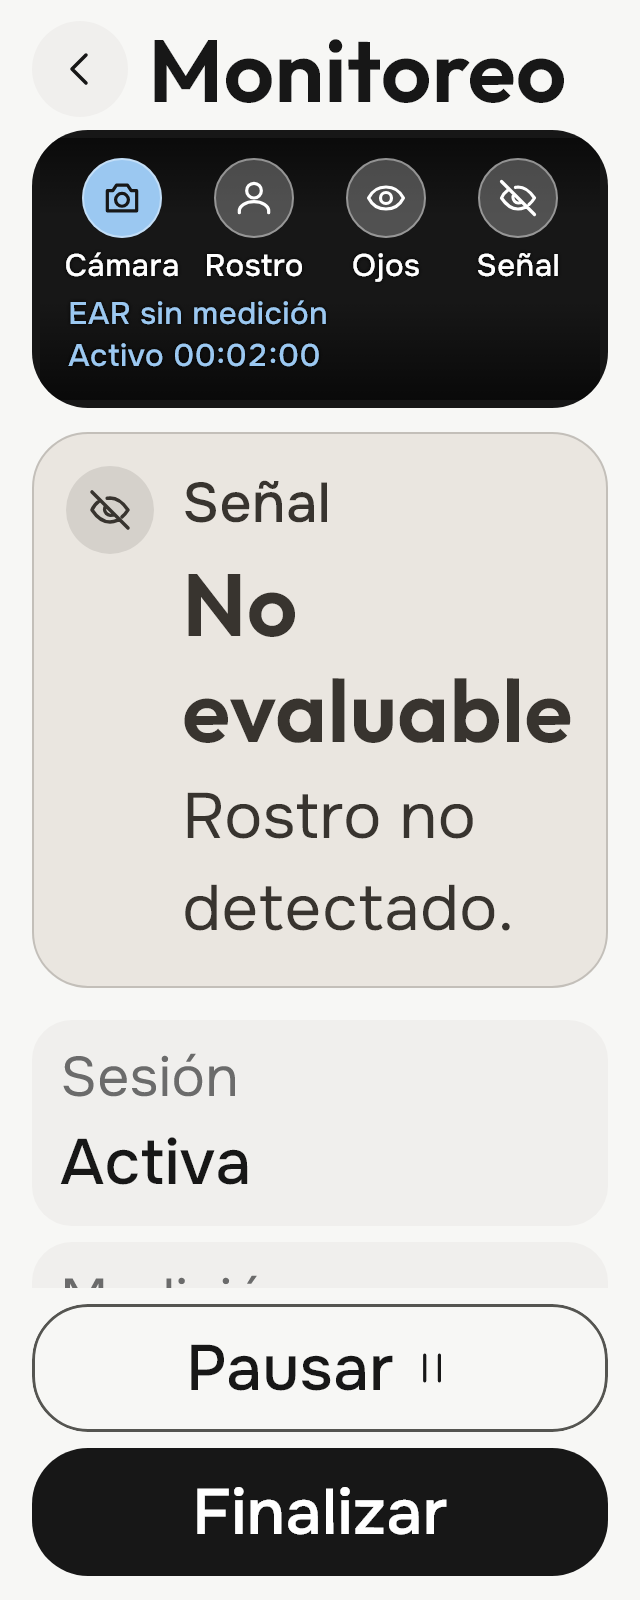 Monitoreo
Cámara Rostro Ojos Señal
EAR sin medición
Activo 00:02:00
Señal
No
evaluable
Rostro no
detectado.
Sesión
Activa
Pausar
Finalizar